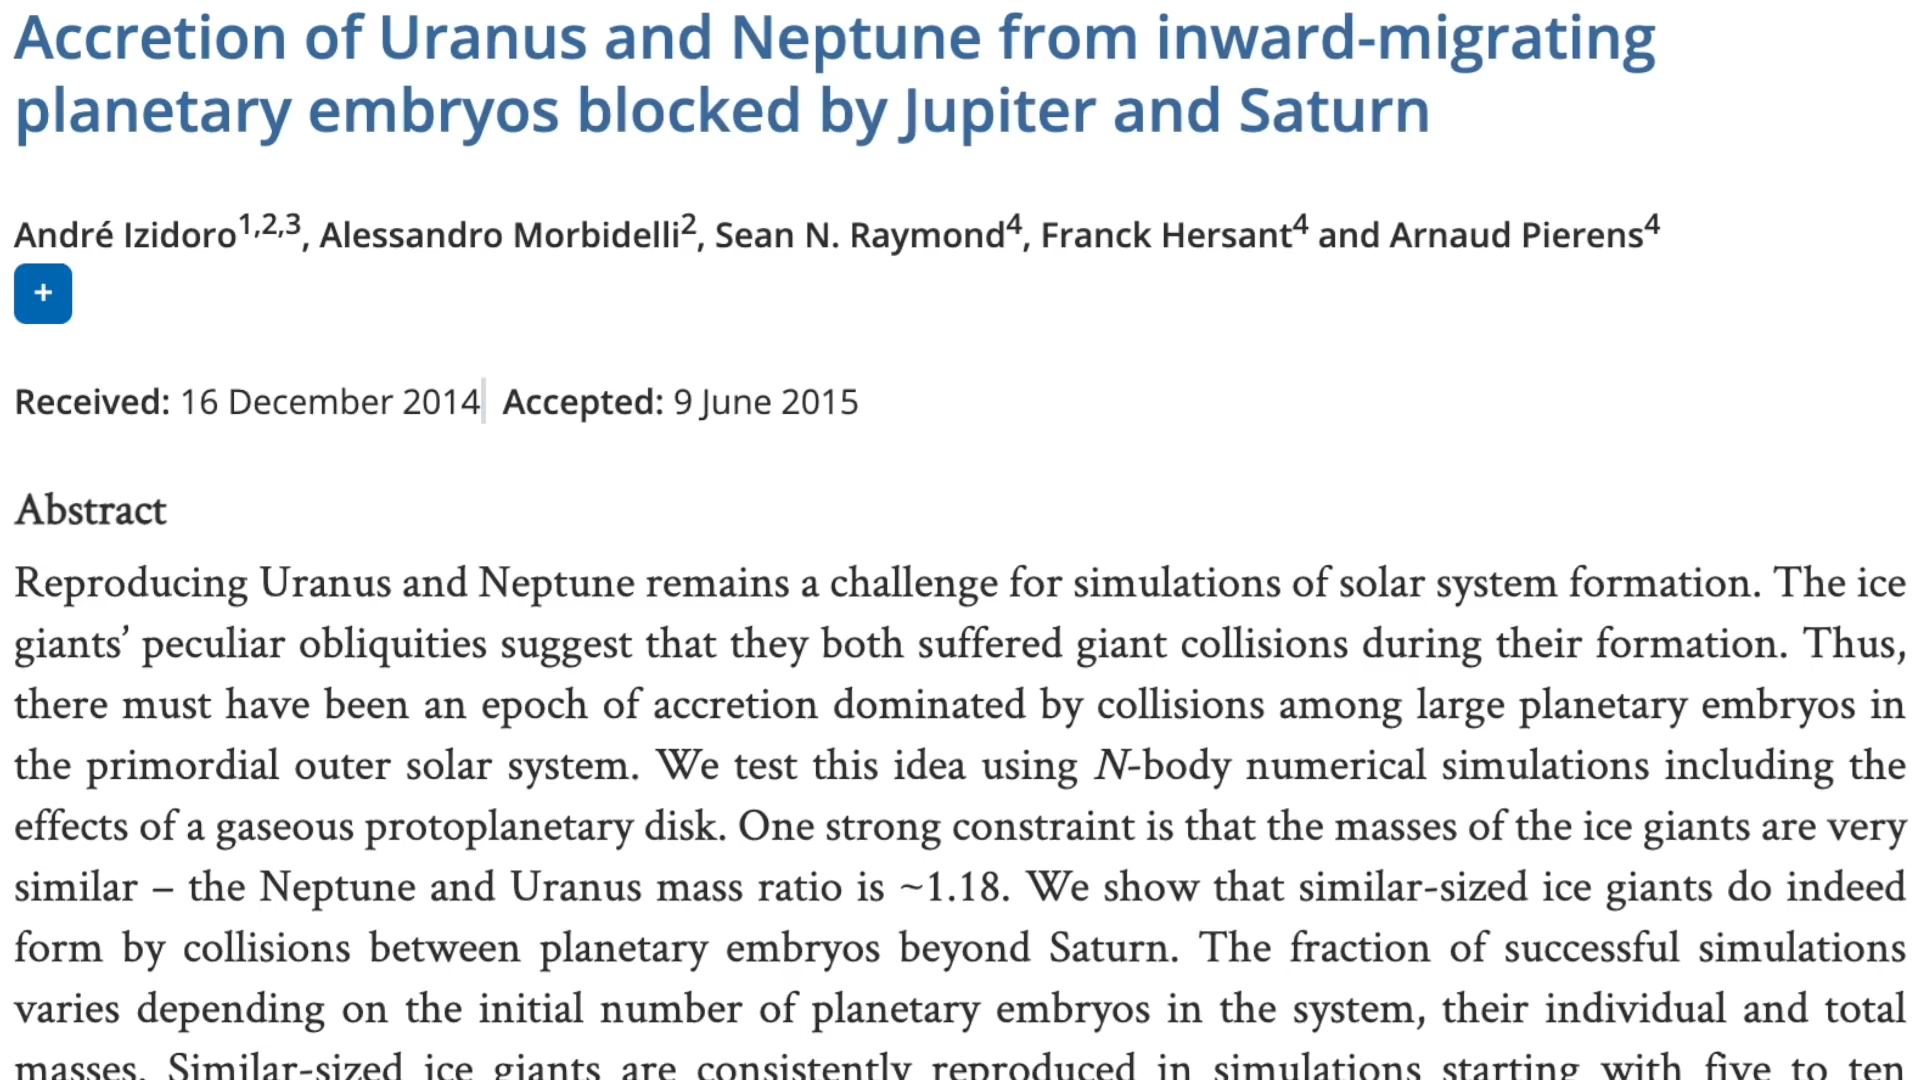 Accretion of Uranus and Neptune from inward-migrating
planetary embryos blocked by Jupiter and Saturn
André Izidoro1,2,3, Alessandro Morbidelli2, Sean N. Raymond4, Franck Hersant4 and Arnaud Pierens4
+
Received: 16 December 2014 Accepted: 9 June 2015
Abstract
Reproducing Uranus and Neptune remains a challenge for simulations of solar system formation. The ice
giants’ peculiar obliquities suggest that they both suffered giant collisions during their formation. Thus,
there must have been an epoch of accretion dominated by collisions among large planetary embryos in
the primordial outer solar system. We test this idea using N-body numerical simulations including the
effects of a gaseous protoplanetary disk. One strong constraint is that the masses of the ice giants are very
similar – the Neptune and Uranus mass ratio is ~1.18. We show that similar-sized ice giants do indeed
form by collisions between planetary embryos beyond Saturn. The fraction of successful simulations
varies depending on the initial number of planetary embryos in the system, their individual and total
masses. Similar-sized ice giants are consistently reproduced in simulations starting with five to ten